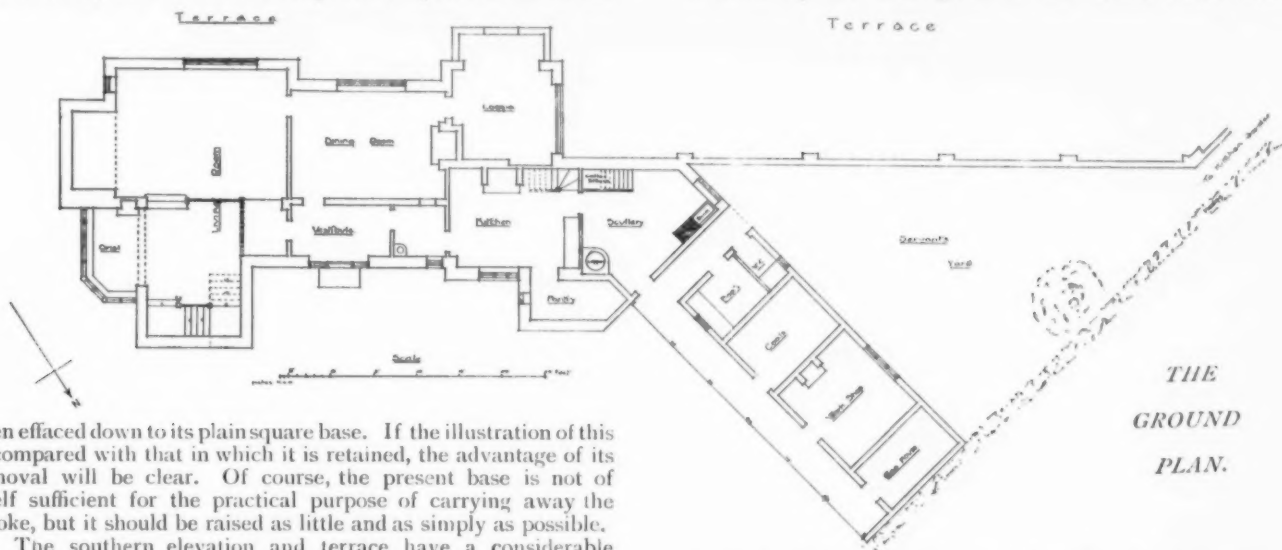 Terrace
Terrace
Loggia
Dining Room
Room
Living
Oriel
Vestibule
Kitchen
Scullery
Pantry
Servants
Yard
W.C.
Coals
Work Shop
Scale
N
THE
GROUND
PLAN.
en effaced down to its plain square base. If the illustration of this
compared with that in which it is retained, the advantage of its
moval will be clear. Of course, the present base is not of
elf sufficient for the practical purpose of carrying away the
oke, but it should be raised as little and as simply as possible.
The southern elevation and terrace have a considerable